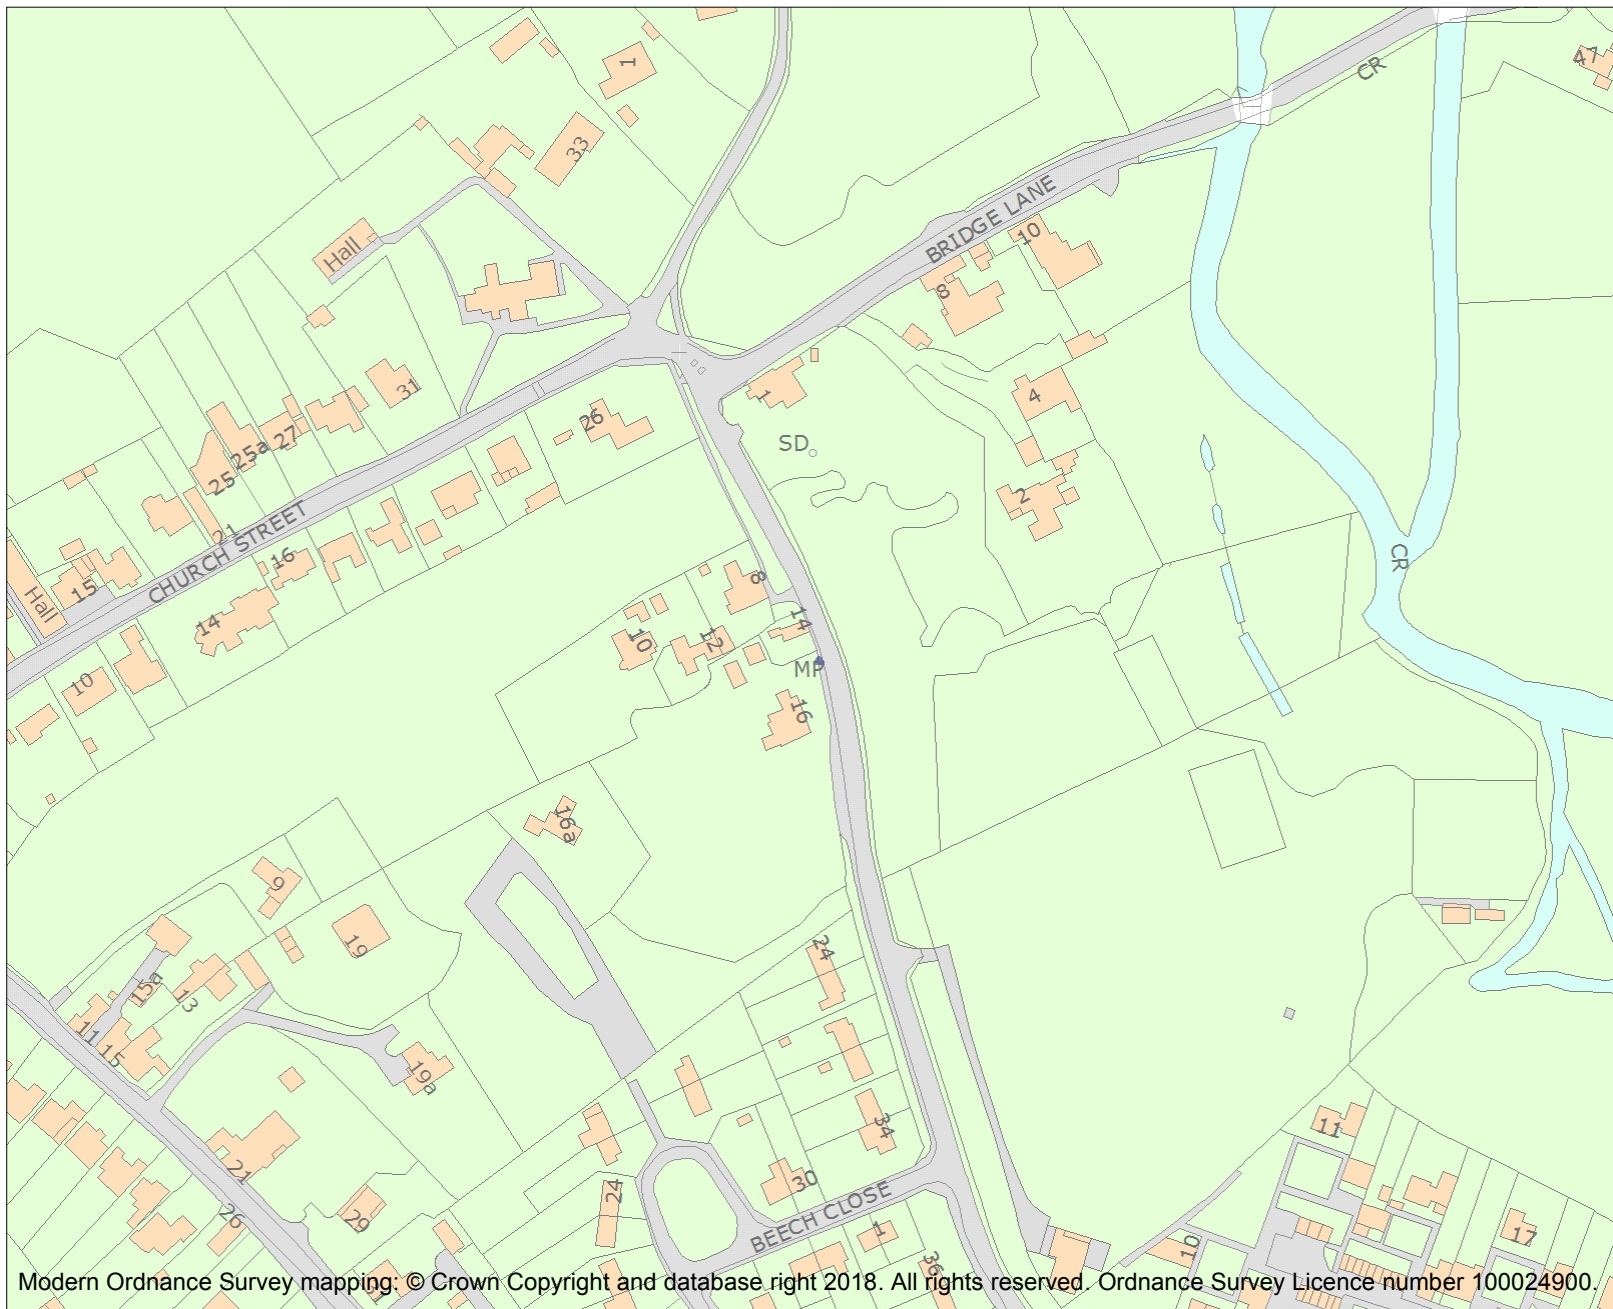 1
47
CR
33
BRIDGE LANE
10
Hall
8
31
1
4
26
27
25a
SD
25
2
21
CHURCH STREET
16
CR
15
Hall
8
14
14
10
12
MP
10
16
16a
9
24
19
15a
13
11
15
19a
34
11
21
30
24
26
29
BEECH CLOSE
1
17
10
36
31
Modern Ordnance Survey mapping: © Crown Copyright and database right 2018. All rights reserved. Ordnance Survey Licence number 100024900.